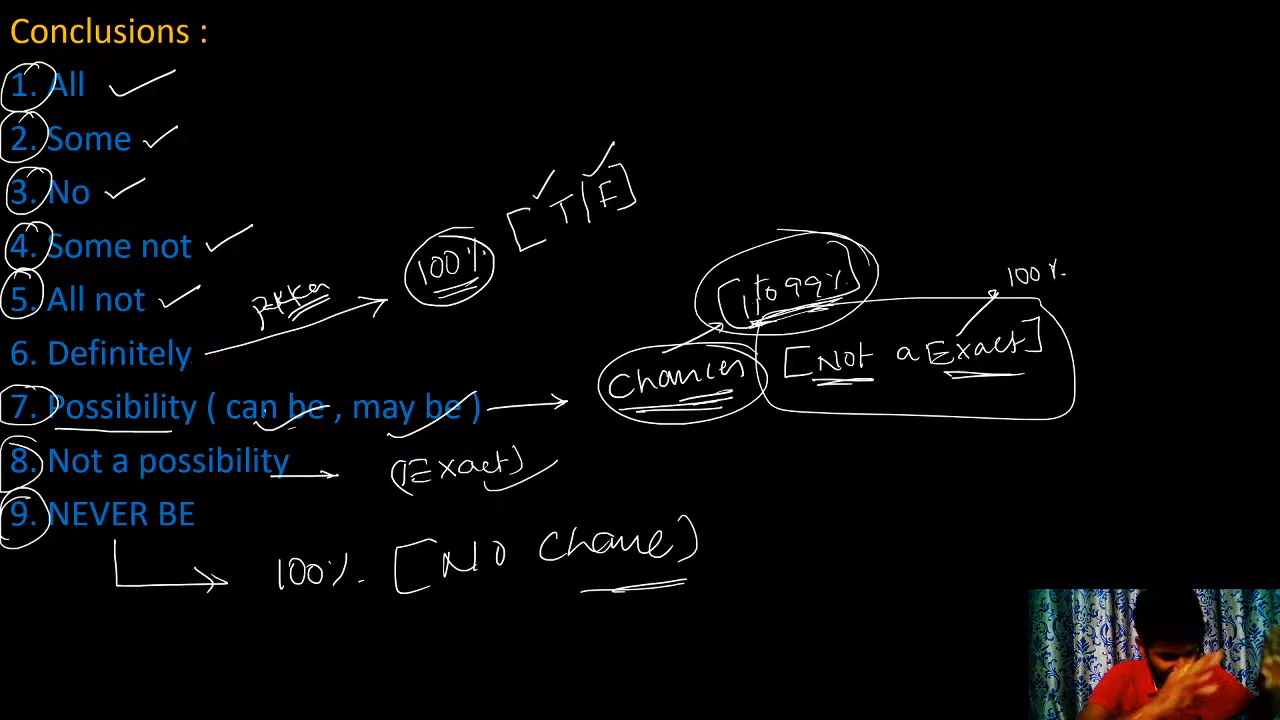 Conclusions :
1. All
2. Some
3. No
4. Some not
5. All not
6. Definitely
100%. [T|F]
7. Possibility ( can be , may be )
Chances
[1 to 99%]
[Not a Exact]
100%.
8. Not a possibility
(Exact)
9. NEVER BE
100%. [NO